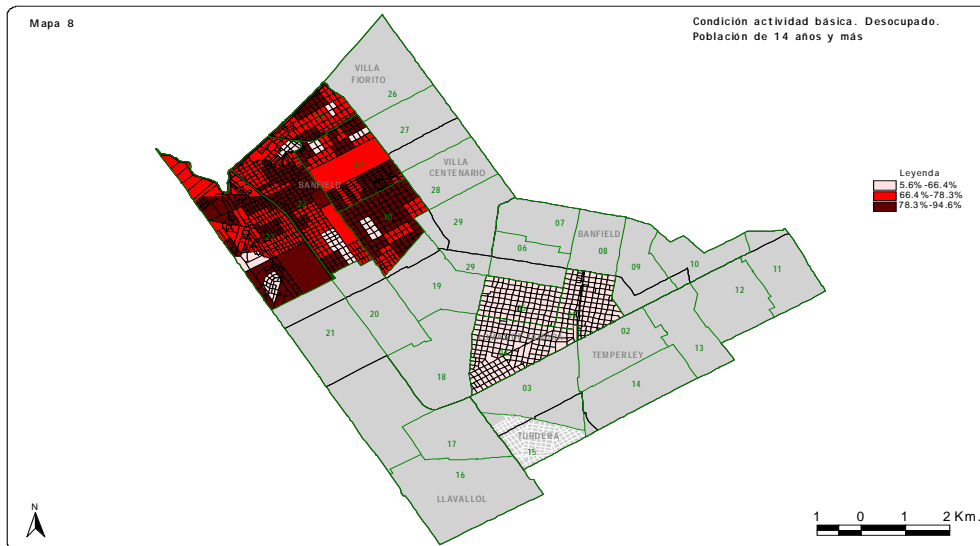 Mapa 8
Condición actividad básica. Desocupado.
Población de 14 años y más
VILLA
FIORITO
26
27
VILLA
CENTENARIO
28
BANFIELD
30
29
07
06
BANFIELD
08
29
09
10
11
12
19
20
21
02
TEMPERLEY
13
14
18
03
17
TURDERA
15
16
LLAVALLOL
Leyenda
5.6%-66.4%
66.4%-78.3%
78.3%-94.6%
N
1 0 1 2 Km.